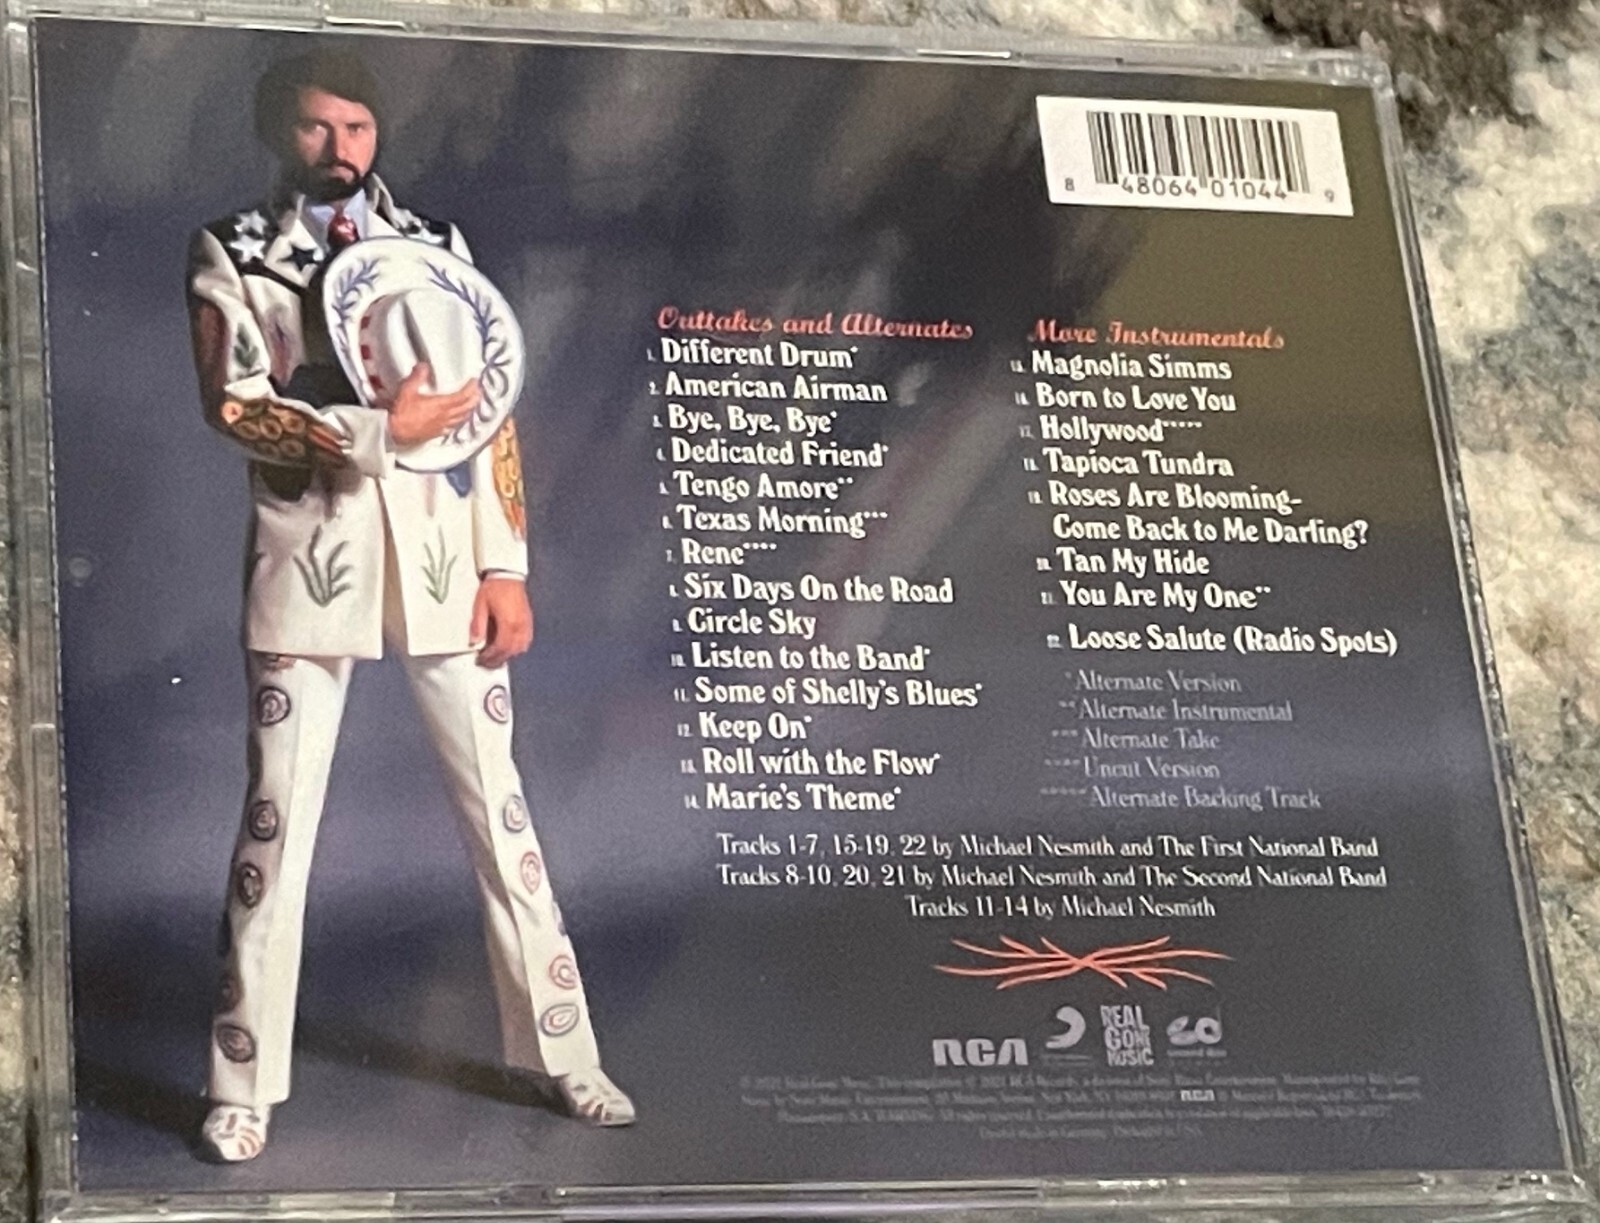 8 48064 01044 9
Outtakes and Alternates
1. Different Drum*
2. American Airman
3. Bye, Bye, Bye*
4. Dedicated Friend*
5. Tengo Amore**
6. Texas Morning***
7. Rene****
8. Six Days On the Road
9. Circle Sky
10. Listen to the Band*
11. Some of Shelly's Blues*
12. Keep On*
13. Roll with the Flow*
14. Marie's Theme*
More Instrumentals
15. Magnolia Simms
16. Born to Love You
17. Hollywood*****
18. Tapioca Tundra
19. Roses Are Blooming-
Come Back to Me Darling?
20. Tan My Hide
21. You Are My One**
22. Loose Salute (Radio Spots)
*Alternate Version
**Alternate Instrumental
***Alternate Take
****Uncut Version
*****Alternate Backing Track
Tracks 1-7, 15-19, 22 by Michael Nesmith and The First National Band
Tracks 8-10, 20, 21 by Michael Nesmith and The Second National Band
Tracks 11-14 by Michael Nesmith
RCA
REAL
GONE
MUSIC